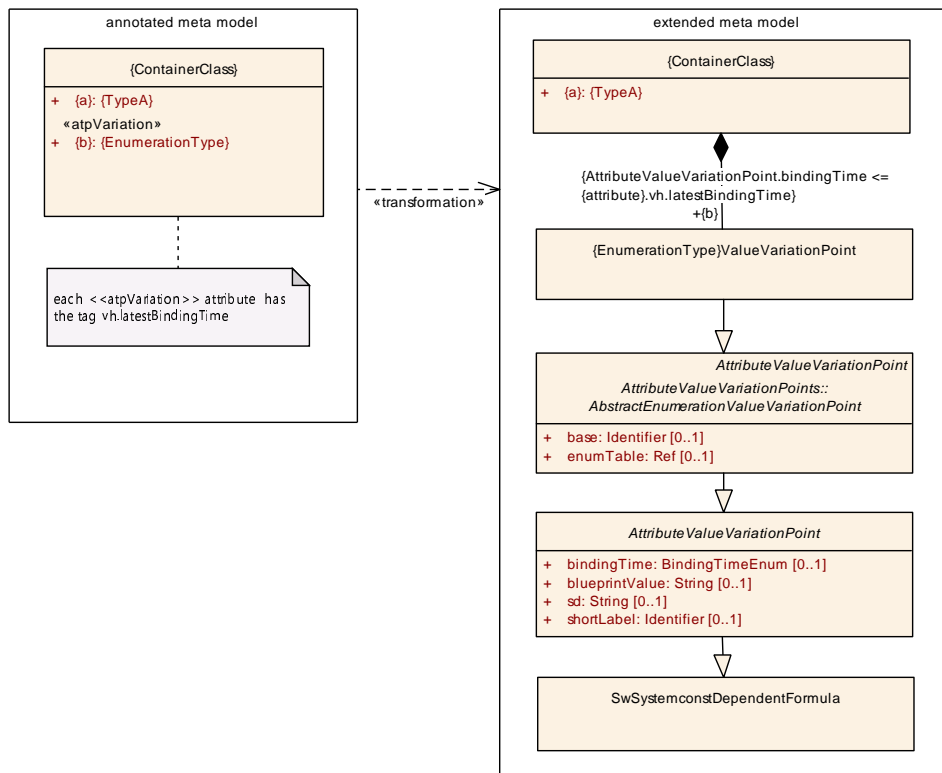 annotated meta model
{ContainerClass}
+ {a}: {TypeA}
«atpVariation»
+ {b}: {EnumerationType}
each <<atpVariation>> attribute has
the tag vh.latestBindingTime
«transformation»
extended meta model
{ContainerClass}
+ {a}: {TypeA}
{AttributeValueVariationPoint.bindingTime <=
{attribute}.vh.latestBindingTime}
+{b}
{EnumerationType}ValueVariationPoint
AttributeValueVariationPoint
AttributeValueVariationPoints::
AbstractEnumerationValueVariationPoint
+ base: Identifier [0..1]
+ enumTable: Ref [0..1]
AttributeValueVariationPoint
+ bindingTime: BindingTimeEnum [0..1]
+ blueprintValue: String [0..1]
+ sd: String [0..1]
+ shortLabel: Identifier [0..1]
SwSystemconstDependentFormula